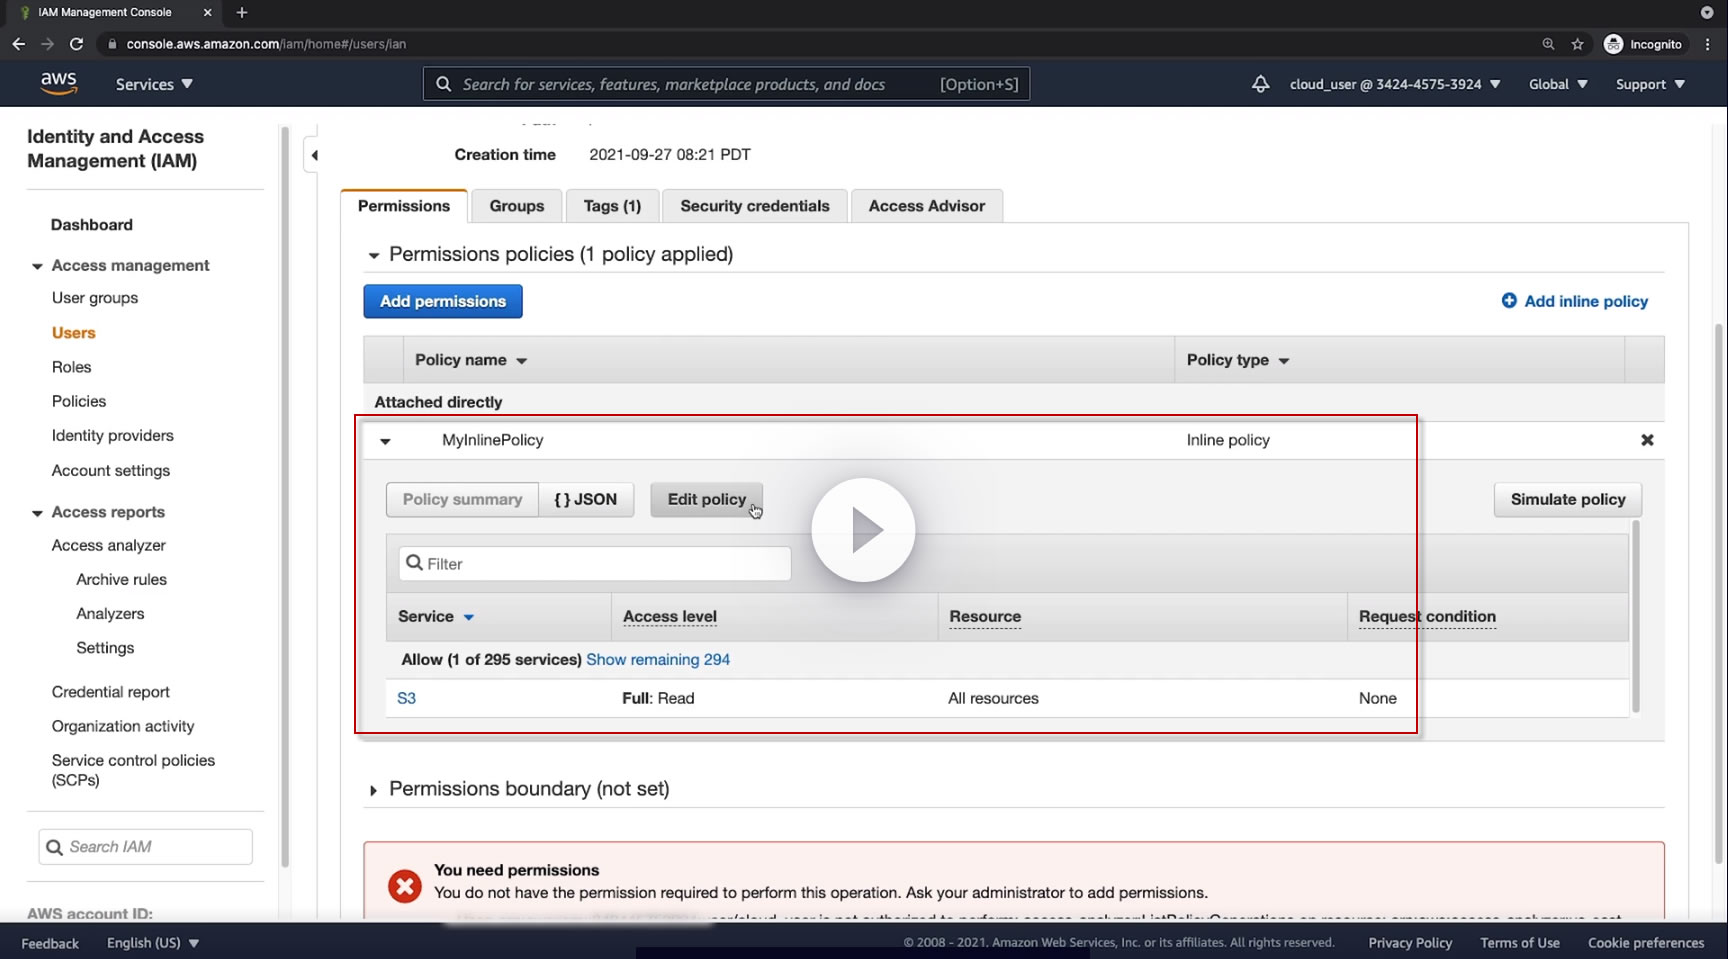 IAM Management Console
console.aws.amazon.com/iam/home#/users/ian
Incognito
aws
Services
Search for services, features, marketplace products, and docs [Option+S]
cloud_user @ 3424-4575-3924
Global
Support
Identity and Access
Management (IAM)
Dashboard
Access management
User groups
Users
Roles
Policies
Identity providers
Account settings
Access reports
Access analyzer
Archive rules
Analyzers
Settings
Credential report
Organization activity
Service control policies
(SCPs)
Search IAM
AWS account ID:
Creation time 2021-09-27 08:21 PDT
Permissions Groups Tags (1) Security credentials Access Advisor
Permissions policies (1 policy applied)
Add permissions
Add inline policy
Policy name Policy type
Attached directly
MyInlinePolicy Inline policy
Policy summary { } JSON Edit policy Simulate policy
Filter
Service Access level Resource Request condition
Allow (1 of 295 services) Show remaining 294
S3 Full: Read All resources None
Permissions boundary (not set)
You need permissions
You do not have the permission required to perform this operation. Ask your administrator to add permissions.
Feedback English (US)
© 2008 - 2021, Amazon Web Services, Inc. or its affiliates. All rights reserved. Privacy Policy Terms of Use Cookie preferences